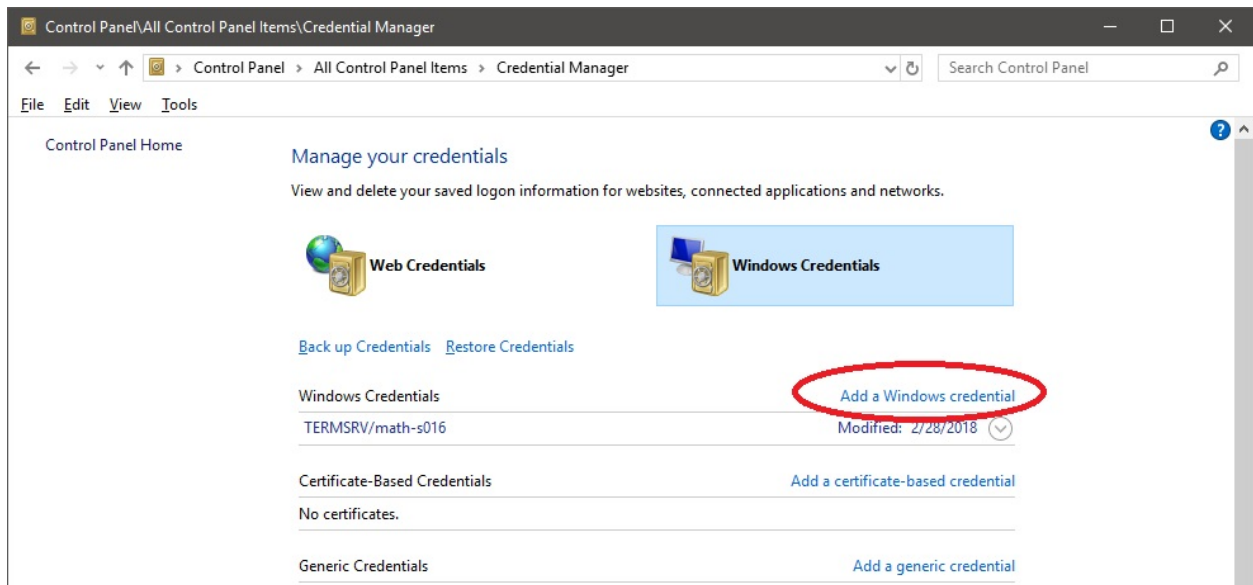 Control Panel\All Control Panel Items\Credential Manager
Control Panel > All Control Panel Items > Credential Manager
Search Control Panel
File Edit View Tools
Control Panel Home
Manage your credentials
View and delete your saved logon information for websites, connected applications and networks.
Web Credentials
Windows Credentials
Back up Credentials Restore Credentials
Windows Credentials Add a Windows credential
TERMSRV/math-s016 Modified: 2/28/2018
Certificate-Based Credentials Add a certificate-based credential
No certificates.
Generic Credentials Add a generic credential